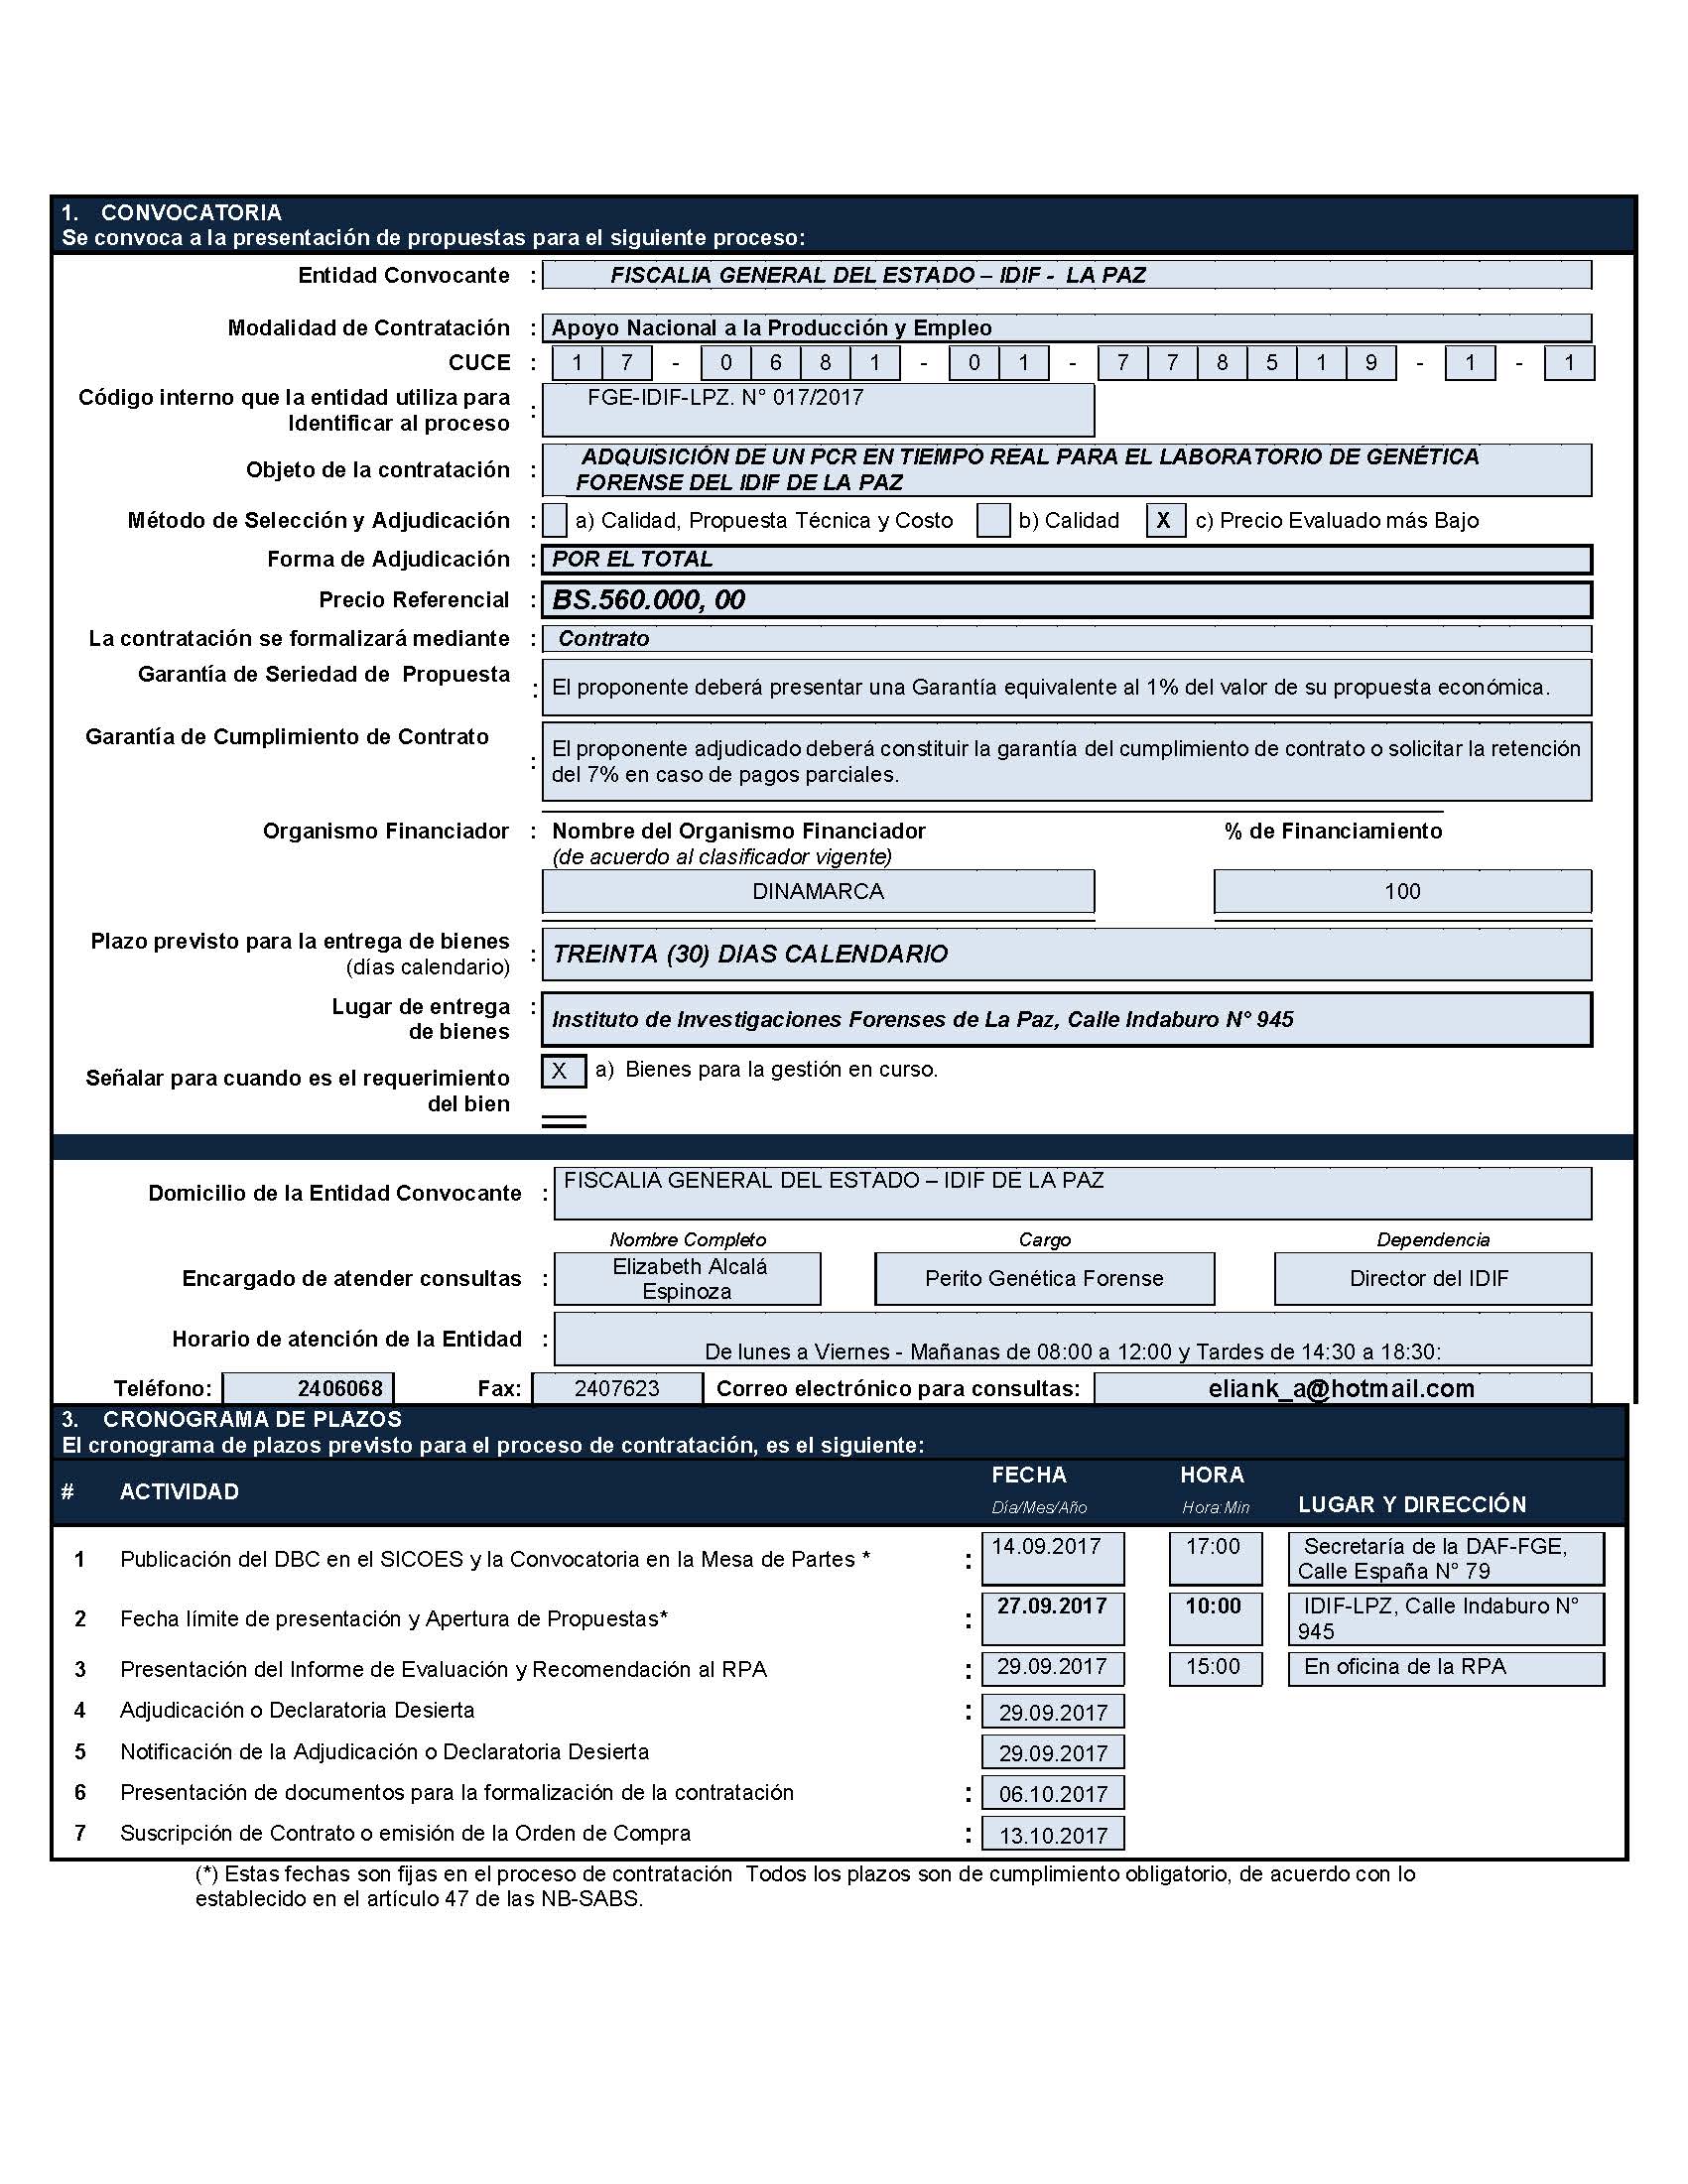 1. CONVOCATORIA
Se convoca a la presentación de propuestas para el siguiente proceso:
Entidad Convocante : FISCALIA GENERAL DEL ESTADO – IDIF - LA PAZ
Modalidad de Contratación : Apoyo Nacional a la Producción y Empleo
CUCE : 1 7 - 0 6 8 1 - 0 1 - 7 7 8 5 1 9 - 1 - 1
Código interno que la entidad utiliza para
Identificar al proceso : FGE-IDIF-LPZ. N° 017/2017
Objeto de la contratación : ADQUISICIÓN DE UN PCR EN TIEMPO REAL PARA EL LABORATORIO DE GENÉTICA
FORENSE DEL IDIF DE LA PAZ
Método de Selección y Adjudicación : a) Calidad, Propuesta Técnica y Costo b) Calidad X c) Precio Evaluado más Bajo
Forma de Adjudicación : POR EL TOTAL
Precio Referencial : BS.560.000, 00
La contratación se formalizará mediante : Contrato
Garantía de Seriedad de Propuesta : El proponente deberá presentar una Garantía equivalente al 1% del valor de su propuesta económica.
Garantía de Cumplimiento de Contrato : El proponente adjudicado deberá constituir la garantía del cumplimiento de contrato o solicitar la retención
del 7% en caso de pagos parciales.
Organismo Financiador : Nombre del Organismo Financiador % de Financiamiento
(de acuerdo al clasificador vigente)
DINAMARCA 100
Plazo previsto para la entrega de bienes
(días calendario) : TREINTA (30) DIAS CALENDARIO
Lugar de entrega :
de bienes Instituto de Investigaciones Forenses de La Paz, Calle Indaburo N° 945
Señalar para cuando es el requerimiento
del bien X a) Bienes para la gestión en curso.
Domicilio de la Entidad Convocante : FISCALIA GENERAL DEL ESTADO – IDIF DE LA PAZ
Nombre Completo Cargo Dependencia
Encargado de atender consultas : Elizabeth Alcalá
Espinoza Perito Genética Forense Director del IDIF
Horario de atención de la Entidad : De lunes a Viernes - Mañanas de 08:00 a 12:00 y Tardes de 14:30 a 18:30:
Teléfono: 2406068 Fax: 2407623 Correo electrónico para consultas: eliank_a@hotmail.com
3. CRONOGRAMA DE PLAZOS
El cronograma de plazos previsto para el proceso de contratación, es el siguiente:
# ACTIVIDAD FECHA HORA LUGAR Y DIRECCIÓN
Día/Mes/Año Hora:Min
1 Publicación del DBC en el SICOES y la Convocatoria en la Mesa de Partes * : 14.09.2017 17:00 Secretaría de la DAF-FGE,
Calle España N° 79
2 Fecha límite de presentación y Apertura de Propuestas* : 27.09.2017 10:00 IDIF-LPZ, Calle Indaburo N°
945
3 Presentación del Informe de Evaluación y Recomendación al RPA : 29.09.2017 15:00 En oficina de la RPA
4 Adjudicación o Declaratoria Desierta : 29.09.2017
5 Notificación de la Adjudicación o Declaratoria Desierta 29.09.2017
6 Presentación de documentos para la formalización de la contratación : 06.10.2017
7 Suscripción de Contrato o emisión de la Orden de Compra : 13.10.2017
(*) Estas fechas son fijas en el proceso de contratación Todos los plazos son de cumplimiento obligatorio, de acuerdo con lo
establecido en el artículo 47 de las NB-SABS.